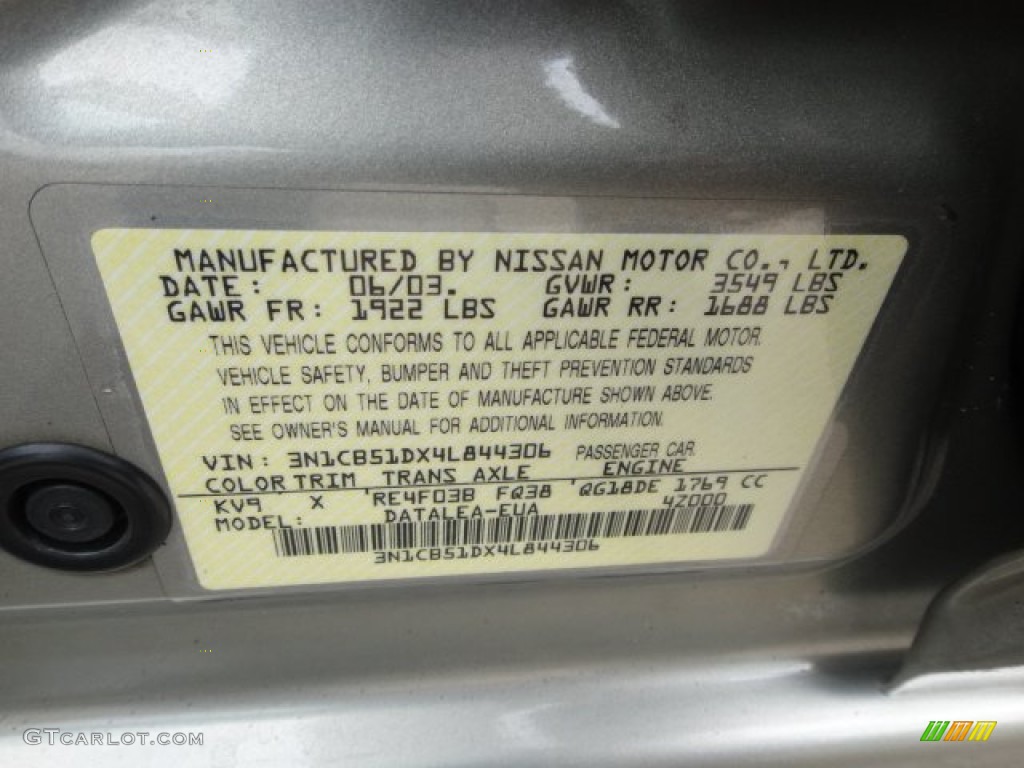 MANUFACTURED BY NISSAN MOTOR CO., LTD.
DATE: 06/03. GVWR: 3549 LBS
GAWR FR: 1922 LBS GAWR RR: 1688 LBS
THIS VEHICLE CONFORMS TO ALL APPLICABLE FEDERAL MOTOR
VEHICLE SAFETY, BUMPER AND THEFT PREVENTION STANDARDS
IN EFFECT ON THE DATE OF MANUFACTURE SHOWN ABOVE.
SEE OWNER'S MANUAL FOR ADDITIONAL INFORMATION.
VIN: 3N1CB51DX4L844306 PASSENGER CAR
COLOR TRIM TRANS AXLE ENGINE
KV9 X RE4F03B FQ38 QG18DE 1769 CC
MODEL: DATALEA-EUA 4Z000
3N1CB51DX4L844306
GTCARLOT.COM